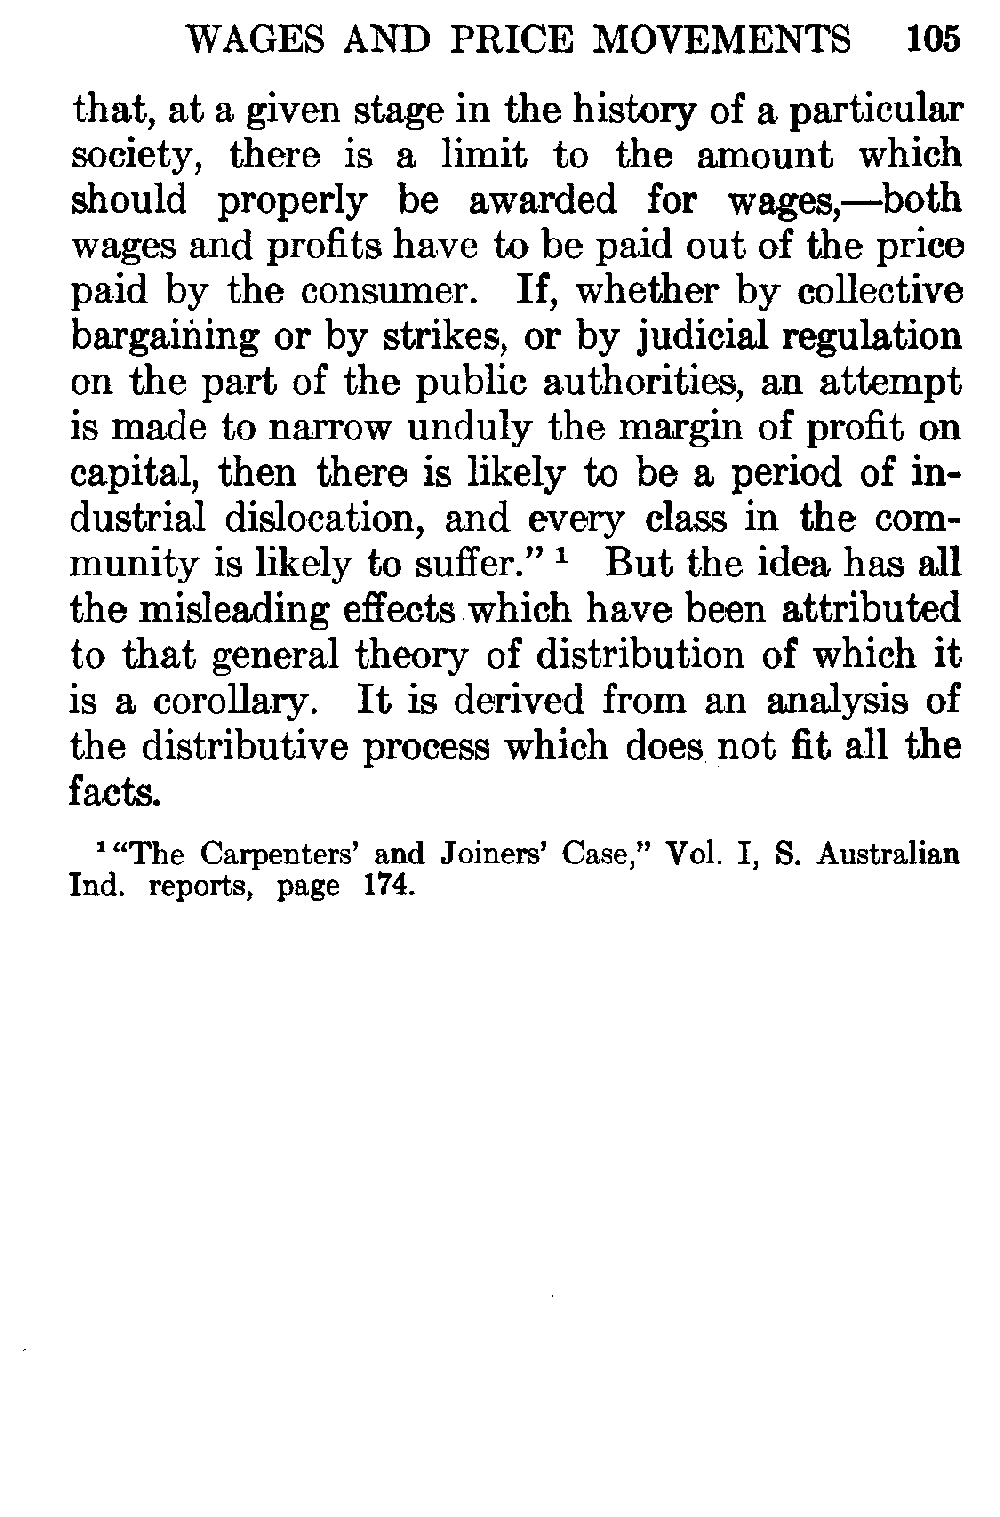 WAGES AND PRICE MOVEMENTS 105
that, at a given stage in the history of a particular
society, there is a limit to the amount which
should properly be awarded for wages,—both
wages and profits have to be paid out of the price
paid by the consumer. If, whether by collective
bargaining or by strikes, or by judicial regulation
on the part of the public authorities, an attempt
is made to narrow unduly the margin of profit on
capital, then there is likely to be a period of in-
dustrial dislocation, and every class in the com-
munity is likely to suffer.” ¹ But the idea has all
the misleading effects which have been attributed
to that general theory of distribution of which it
is a corollary. It is derived from an analysis of
the distributive process which does not fit all the
facts.
¹ “The Carpenters’ and Joiners’ Case,” Vol. I, S. Australian
Ind. reports, page 174.